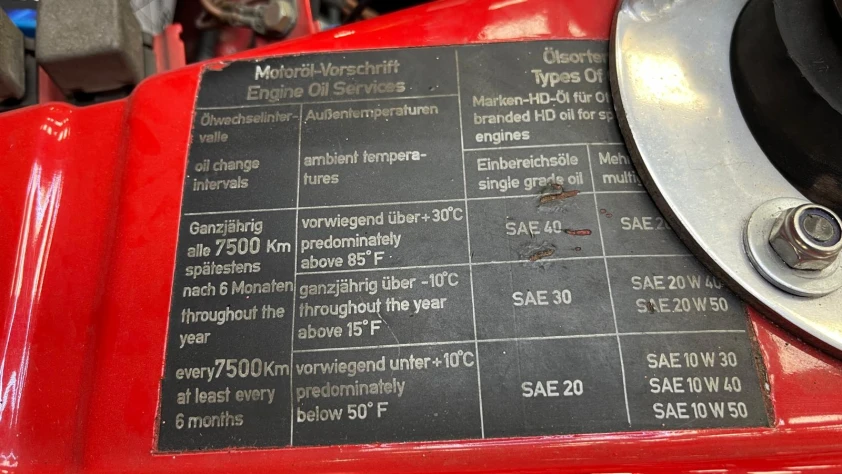 Motoröl-Vorschrift
Engine Oil Services
Ölsorte
Types Of
Ölwechselinter-
valle
oil change
intervals
Außentemperaturen
ambient tempera-
tures
Marken-HD-Öl für
branded HD oil for
engines
Einbereichsöle
single grade oil
Ganzjährig
alle 7500 Km
spätestens
nach 6 Monaten
throughout the
year
every 7500 Km
at least every
6 months
vorwiegend über +30°C
predominately
above 85° F
SAE 40
SAE
ganzjährig über -10°C
throughout the year
above 15° F
SAE 30
SAE 20 W 40
SAE 20 W 50
vorwiegend unter +10°C
predominately
below 50° F
SAE 20
SAE 10 W 30
SAE 10 W 40
SAE 10 W 50